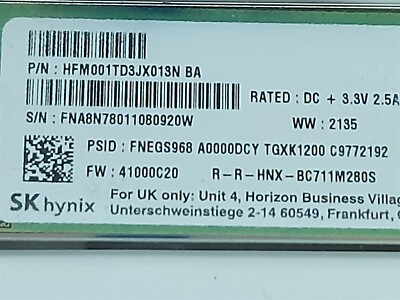 P/N : HFM001TD3JX013N BA
RATED : DC + 3.3V 2.5A
S/N : FNA8N78011080920W
WW : 2135
PSID : FNEGS968 A0000DCY TGXK1200 C9772192
FW : 41000C20 R-R-HNX-BC711M280S
For UK only: Unit 4, Horizon Business Villag
SK hynix Unterschweinstiege 2-14 60549, Frankfurt,